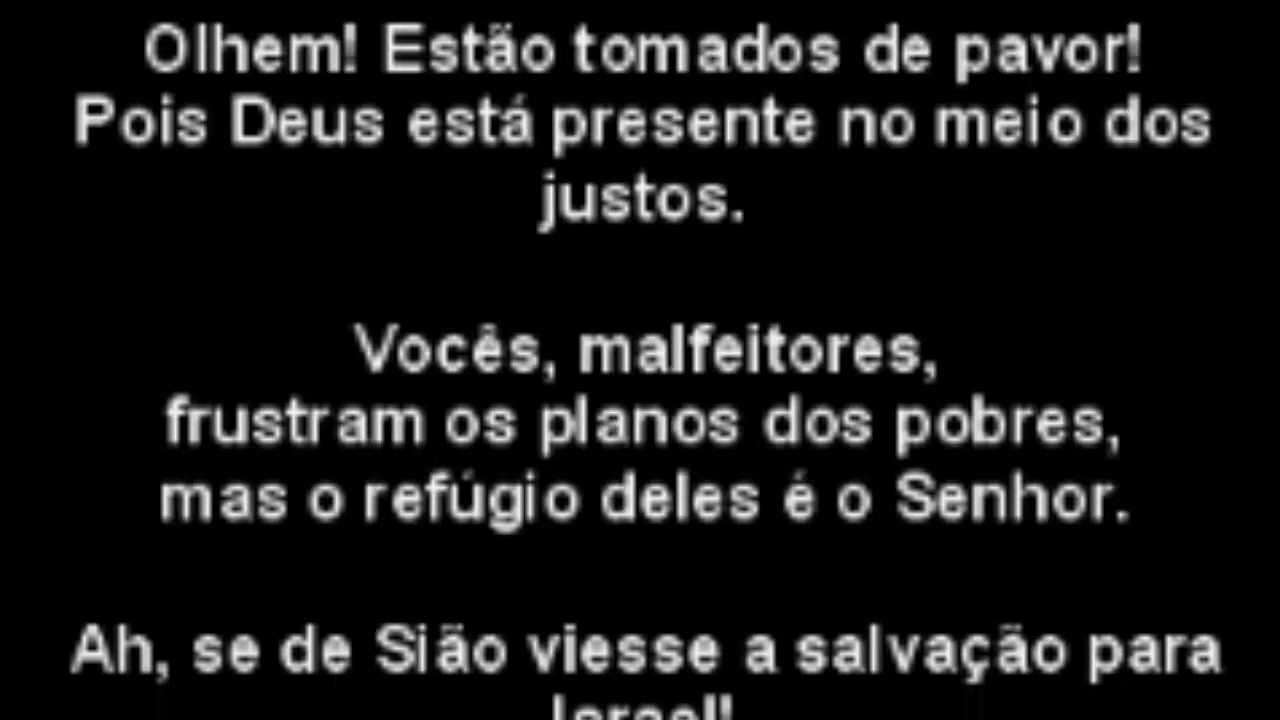 Olhem! Estão tomados de pavor!
Pois Deus está presente no meio dos
justos.
Vocês, malfeitores,
frustram os planos dos pobres,
mas o refúgio deles é o Senhor.
Ah, se de Sião viesse a salvação para
Israel!